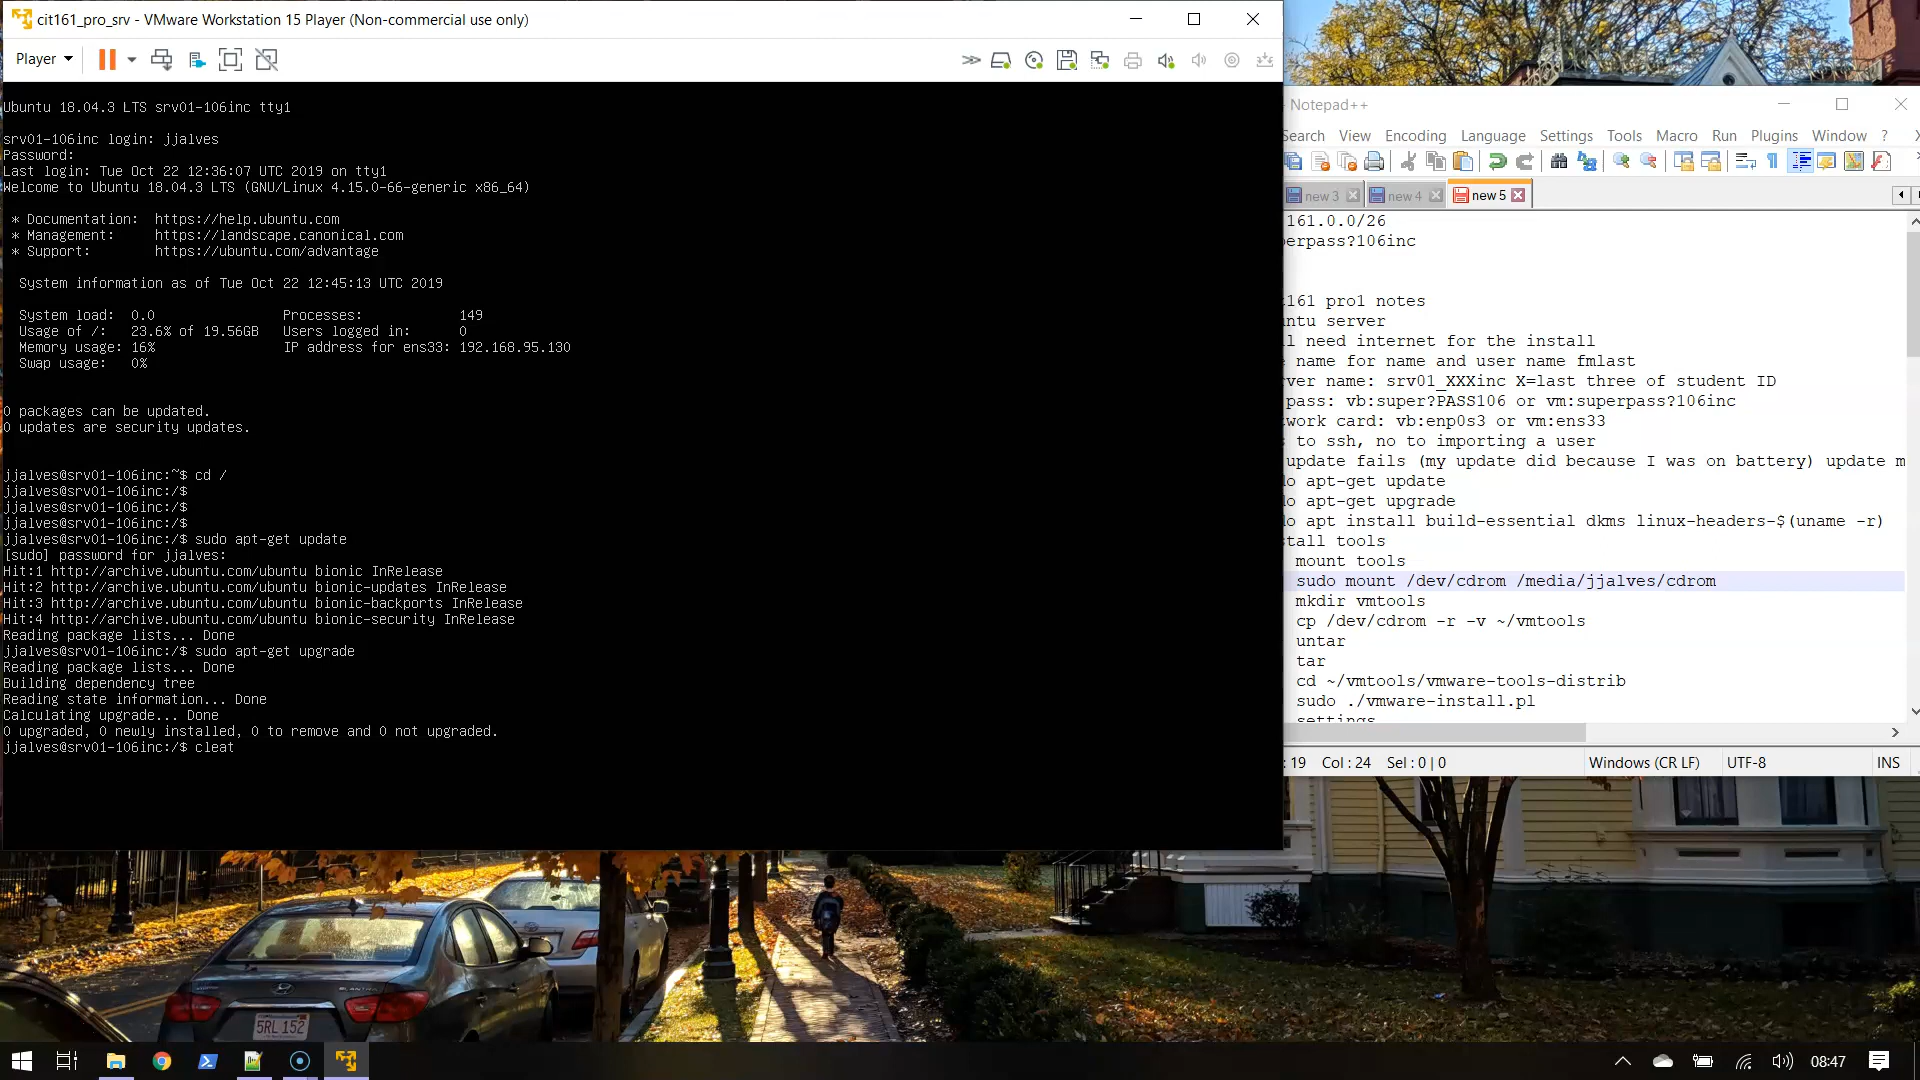 cit161_pro_srv - VMware Workstation 15 Player (Non-commercial use only)
Player
Ubuntu 18.04.3 LTS srv01-106inc tty1
srv01-106inc login: jjalves
Password:
Last login: Tue Oct 22 12:36:07 UTC 2019 on tty1
Welcome to Ubuntu 18.04.3 LTS (GNU/Linux 4.15.0-66-generic x86_64)
* Documentation: https://help.ubuntu.com
* Management: https://landscape.canonical.com
* Support: https://ubuntu.com/advantage
System information as of Tue Oct 22 12:45:13 UTC 2019
System load: 0.0 Processes: 149
Usage of /: 23.6% of 19.56GB Users logged in: 0
Memory usage: 16% IP address for ens33: 192.168.95.130
Swap usage: 0%
0 packages can be updated.
0 updates are security updates.
jjalves@srv01-106inc:~$ cd /
jjalves@srv01-106inc:/$
jjalves@srv01-106inc:/$
jjalves@srv01-106inc:/$
jjalves@srv01-106inc:/$ sudo apt-get update
[sudo] password for jjalves:
Hit:1 http://archive.ubuntu.com/ubuntu bionic InRelease
Hit:2 http://archive.ubuntu.com/ubuntu bionic-updates InRelease
Hit:3 http://archive.ubuntu.com/ubuntu bionic-backports InRelease
Hit:4 http://archive.ubuntu.com/ubuntu bionic-security InRelease
Reading package lists... Done
jjalves@srv01-106inc:/$ sudo apt-get upgrade
Reading package lists... Done
Building dependency tree
Reading state information... Done
Calculating upgrade... Done
0 upgraded, 0 newly installed, 0 to remove and 0 not upgraded.
jjalves@srv01-106inc:/$ cleat
Notepad++
Search View Encoding Language Settings Tools Macro Run Plugins Window ?
new 3 new 4 new 5
161.0.0/26
erpass?106inc
t161 pro1 notes
ntu server
l need internet for the install
e name for name and user name fmlast
ver name: srv01_XXXinc X=last three of student ID
pass: vb:super?PASS106 or vm:superpass?106inc
work card: vb:enp0s3 or vm:ens33
s to ssh, no to importing a user
update fails (my update did because I was on battery) update m
o apt-get update
o apt-get upgrade
o apt install build-essential dkms linux-headers-$(uname -r)
tall tools
mount tools
sudo mount /dev/cdrom /media/jjalves/cdrom
mkdir vmtools
cp /dev/cdrom -r -v ~/vmtools
untar
tar
cd ~/vmtools/vmware-tools-distrib
sudo ./vmware-install.pl
settings
: 19 Col : 24 Sel : 0 | 0 Windows (CR LF) UTF-8 INS
5RL 152
08:47